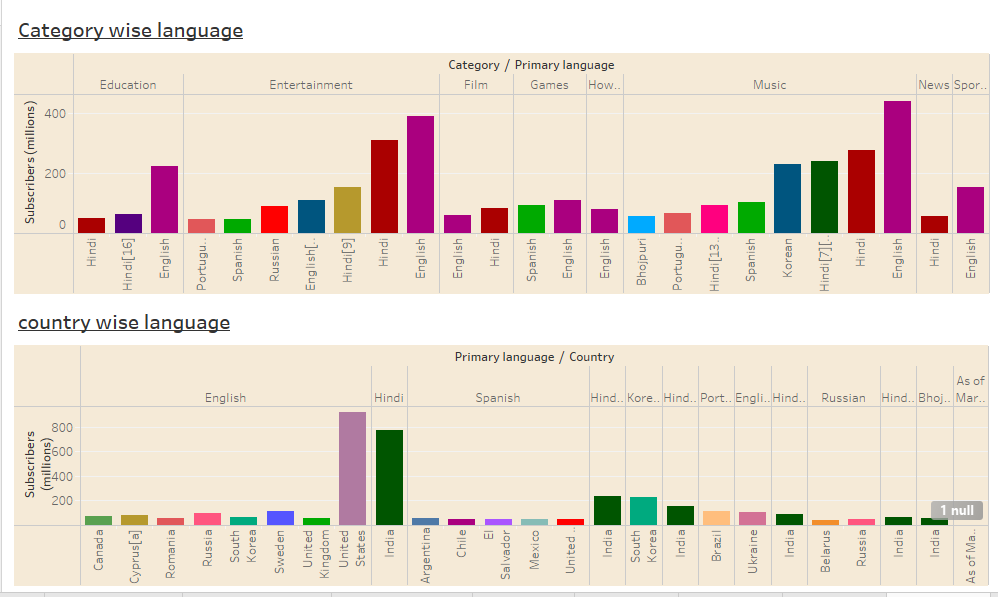 Category wise language
Category / Primary language
Education Entertainment Film Games How.. Music News Spor..
Subscribers (millions)
400
200
0
Hindi Hindi[16] English Portugu.. Spanish Russian English[.. Hindi[9] Hindi English English Hindi Spanish English English Bhojpuri Portugu.. Hindi[13.. Spanish Korean Hindi[7][.. Hindi English Hindi English
country wise language
Primary language / Country
English Hindi Spanish Hind.. Kore.. Hind.. Port.. Engli.. Hind.. Russian Hind.. Bhoj.. As of Mar..
Subscribers
(millions)
800
600
400
200
1 null
Canada Cyprus[a] Romania Russia South Korea Sweden United Kingdom United States India Argentina Chile El Salvador Mexico United.. India South Korea India Brazil Ukraine India Belarus Russia India India As of Ma..